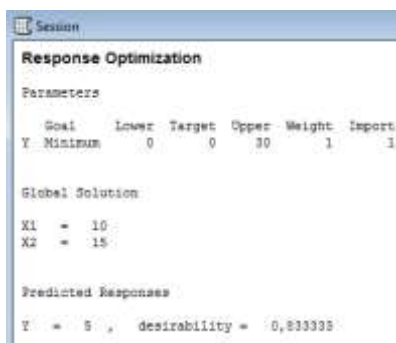 Session
Response Optimization
Parameters
Goal Lower Target Upper Weight Import
Y Minimum 0 0 30 1 1
Global Solution
X1 = 10
X2 = 15
Predicted Responses
Y = 5 , desirability = 0,833333